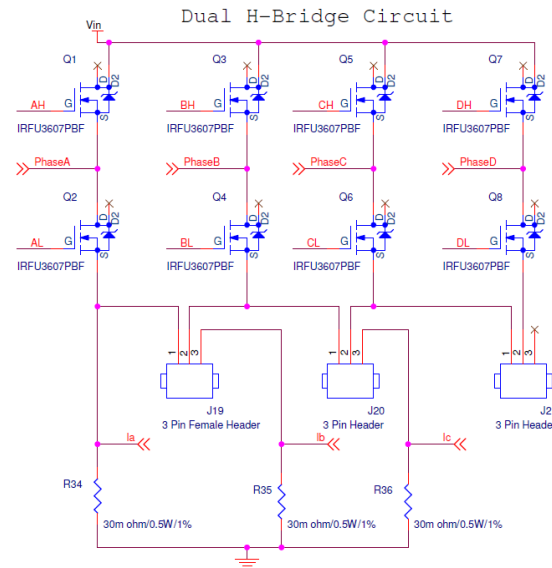 Dual H-Bridge Circuit
Vin
Q1
Q3
Q5
Q7
D
D2
D
D2
D
D2
D
D2
AH
G
BH
G
CH
G
DH
G
S
S
S
S
IRFU3607PBF
IRFU3607PBF
IRFU3607PBF
IRFU3607PBF
PhaseA
PhaseB
PhaseC
PhaseD
Q2
Q4
Q6
Q8
D
D2
D
D2
D
D2
D
D2
AL
G
BL
G
CL
G
DL
G
S
S
S
S
IRFU3607PBF
IRFU3607PBF
IRFU3607PBF
IRFU3607PBF
1
2
3
1
2
3
1
2
3
J19
J20
J2
3 Pin Female Header
3 Pin Header
3 Pin H
Ia
Ib
Ic
R34
R35
R36
30m ohm/0.5W/1%
30m ohm/0.5W/1%
30m ohm/0.5W/1%